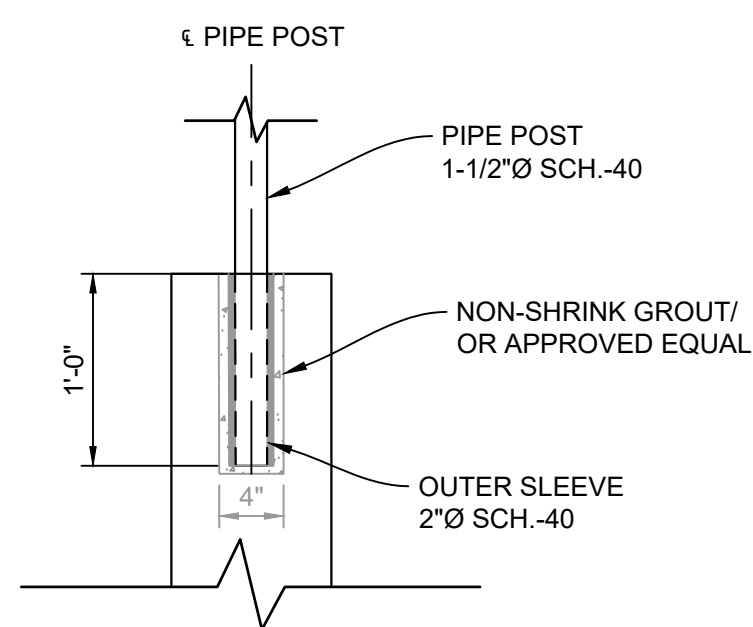 ℄ PIPE POST
PIPE POST
1-1/2"Ø SCH.-40
1'-0"
NON-SHRINK GROUT/
OR APPROVED EQUAL
4"
OUTER SLEEVE
2"Ø SCH.-40